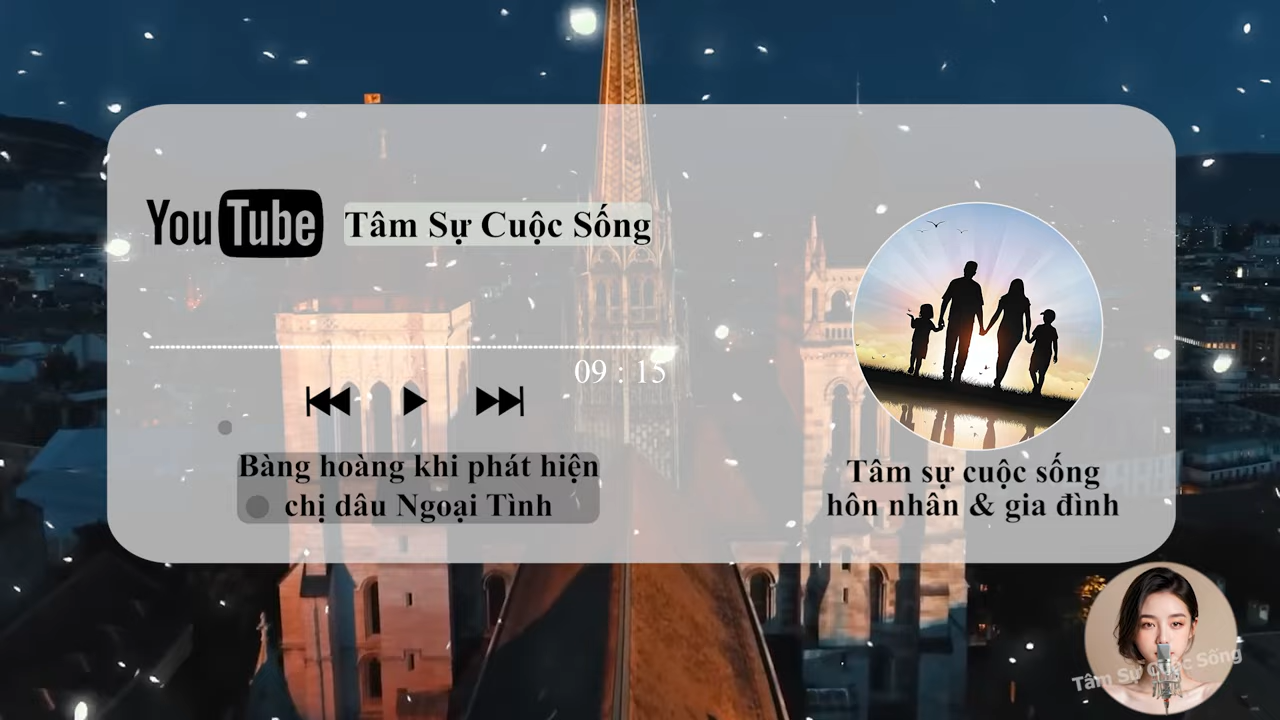 YouTube
Tâm Sự Cuộc Sống
09 : 15
Bàng hoàng khi phát hiện
chị dâu Ngoại Tình
Tâm sự cuộc sống
hôn nhân & gia đình
Tâm Sự Cuộc Sống